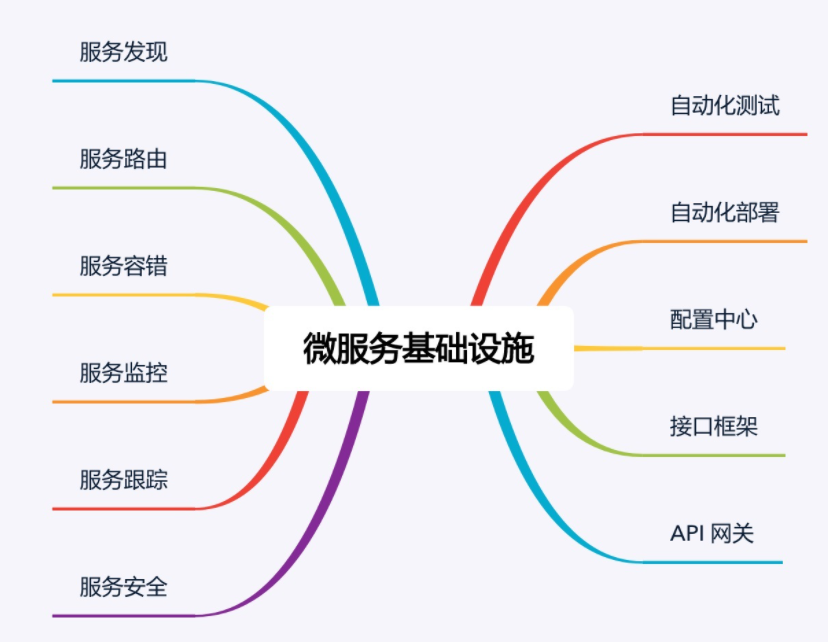 服务发现
服务路由
服务容错
服务监控
服务跟踪
服务安全
微服务基础设施
自动化测试
自动化部署
配置中心
接口框架
API 网关